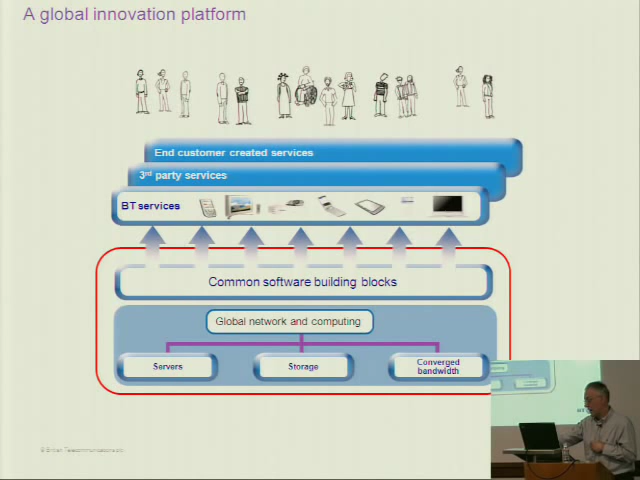 A global innovation platform
End customer created services
3rd party services
BT services
Common software building blocks
Global network and computing
Servers
Storage
Converged
bandwidth
© British Telecommunications plc